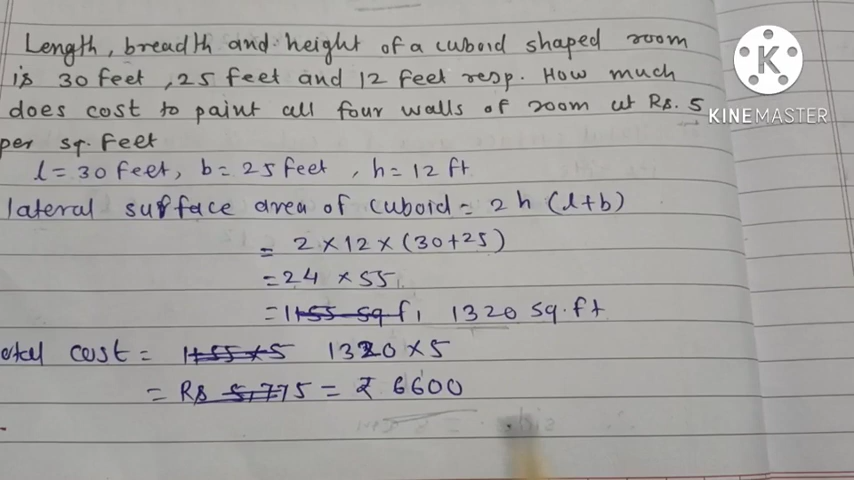 Length, breadth and height of a cuboid shaped room
is 30 feet, 25 feet and 12 feet resp. How much
does cost to paint all four walls of room at Rs. 5
per sq. feet
l = 30 feet, b = 25 feet, h = 12 ft
lateral surface area of cuboid = 2h (l+b)
= 2 × 12 × (30+25)
= 24 × 55
= 1155 sq f, 1320 sq.ft
otal cost = 1155 × 5 1320 × 5
= Rs 5,775 = ₹ 6600
K
KINEMASTER